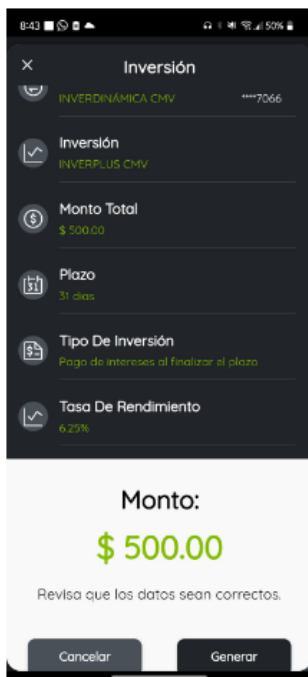 8:43
50%
Inversión
INVERDINÁMICA CMV ****7066
Inversión
INVERPLUS CMV
Monto Total
$ 500.00
31
Plazo
31 dias
Tipo De Inversión
Pago de intereses al finalizar el plazo
Tasa De Rendimiento
6.25%
Monto:
$ 500.00
Revisa que los datos sean correctos.
Cancelar
Generar